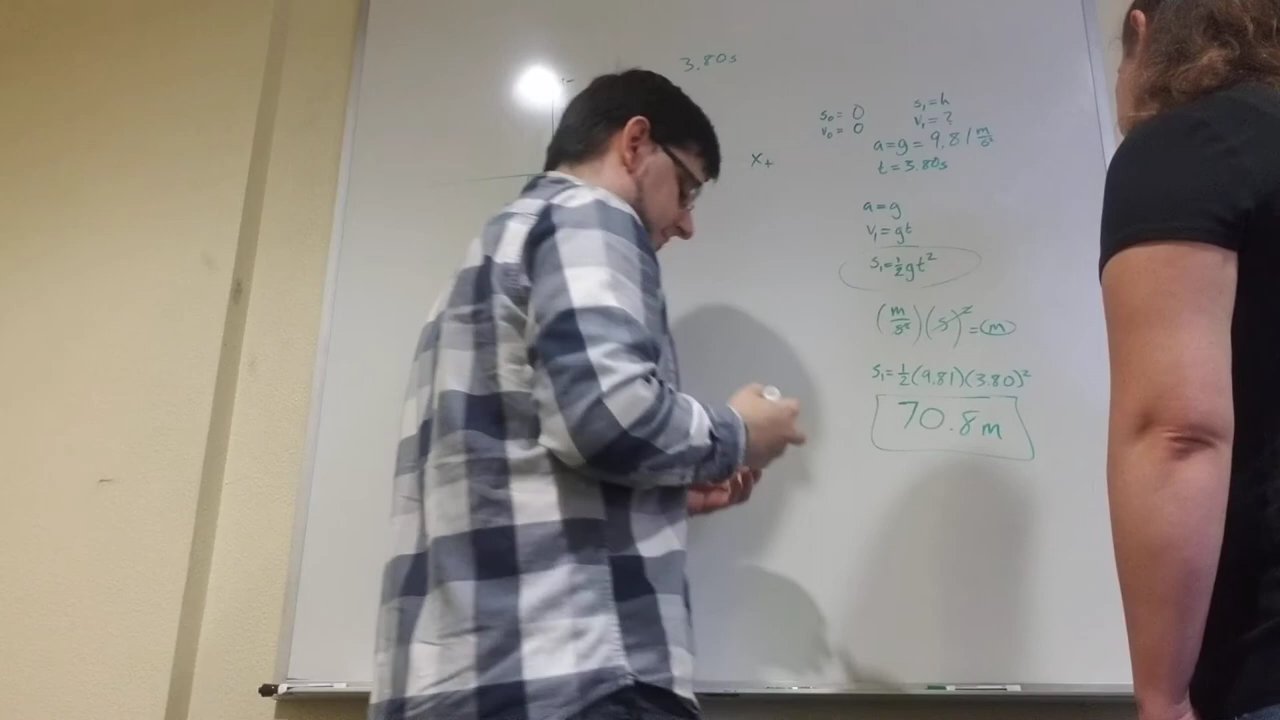 3.80s
s₀ = 0
v₀ = 0
s₁ = h
v₁ = ?
a = g = 9.81 m/s²
t = 3.80s
x₊
a = g
v₁ = gt
s₁ = ½gt²
(m/s²)(s)² = m
s₁ = ½(9.81)(3.80)²
70.8m